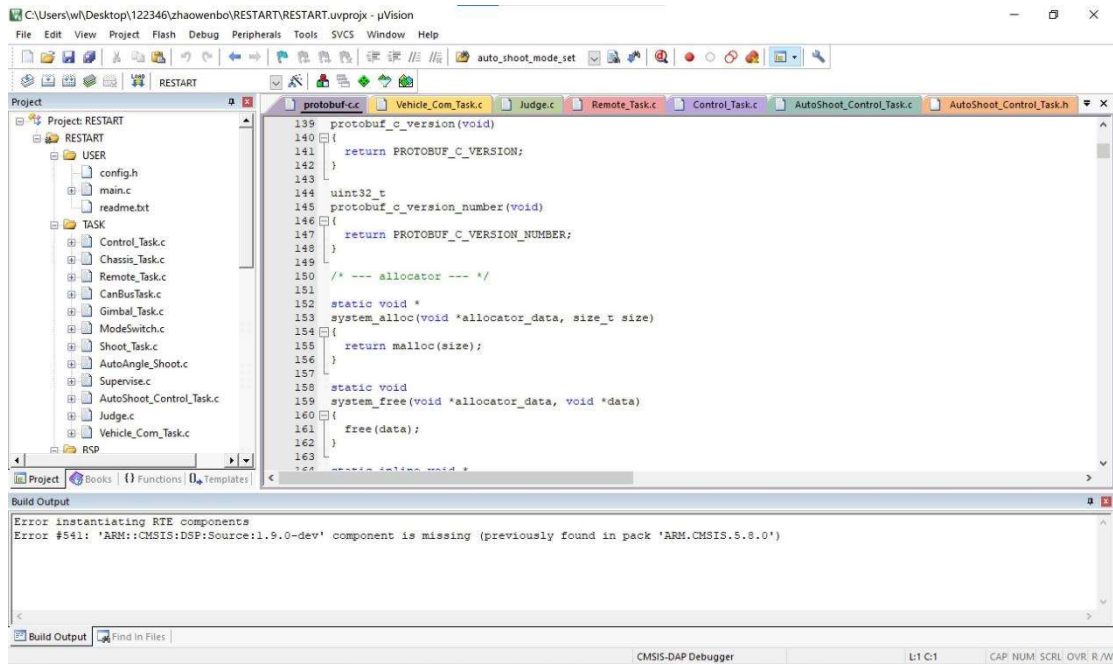 C:\Users\wl\Desktop\122346\zhaowenbo\RESTART\RESTART.uvprojx - µVision
File Edit View Project Flash Debug Peripherals Tools SVCS Window Help
auto_shoot_mode_set
LOAD
RESTART
Project
Project: RESTART
RESTART
USER
config.h
main.c
readme.txt
TASK
Control_Task.c
Chassis_Task.c
Remote_Task.c
CanBusTask.c
Gimbal_Task.c
ModeSwitch.c
Shoot_Task.c
AutoAngle_Shoot.c
Supervise.c
AutoShoot_Control_Task.c
Judge.c
Vehicle_Com_Task.c
BSP
Project Books {} Functions 0 Templates
protobuf-c.c Vehicle_Com_Task.c Judge.c Remote_Task.c Control_Task.c AutoShoot_Control_Task.c AutoShoot_Control_Task.h
139 protobuf_c_version(void)
140 {
141 return PROTOBUF_C_VERSION;
142 }
143
144 uint32_t
145 protobuf_c_version_number(void)
146 {
147 return PROTOBUF_C_VERSION_NUMBER;
148 }
149
150 /* --- allocator --- */
151
152 static void *
153 system_alloc(void *allocator_data, size_t size)
154 {
155 return malloc(size);
156 }
157
158 static void
159 system_free(void *allocator_data, void *data)
160 {
161 free(data);
162 }
163
164 static inline void *
Build Output
Error instantiating RTE components
Error #541: 'ARM::CMSIS:DSP:Source:1.9.0-dev' component is missing (previously found in pack 'ARM.CMSIS.5.8.0')
Build Output Find In Files
CMSIS-DAP Debugger L:1 C:1 CAP NUM SCRL OVR R/W